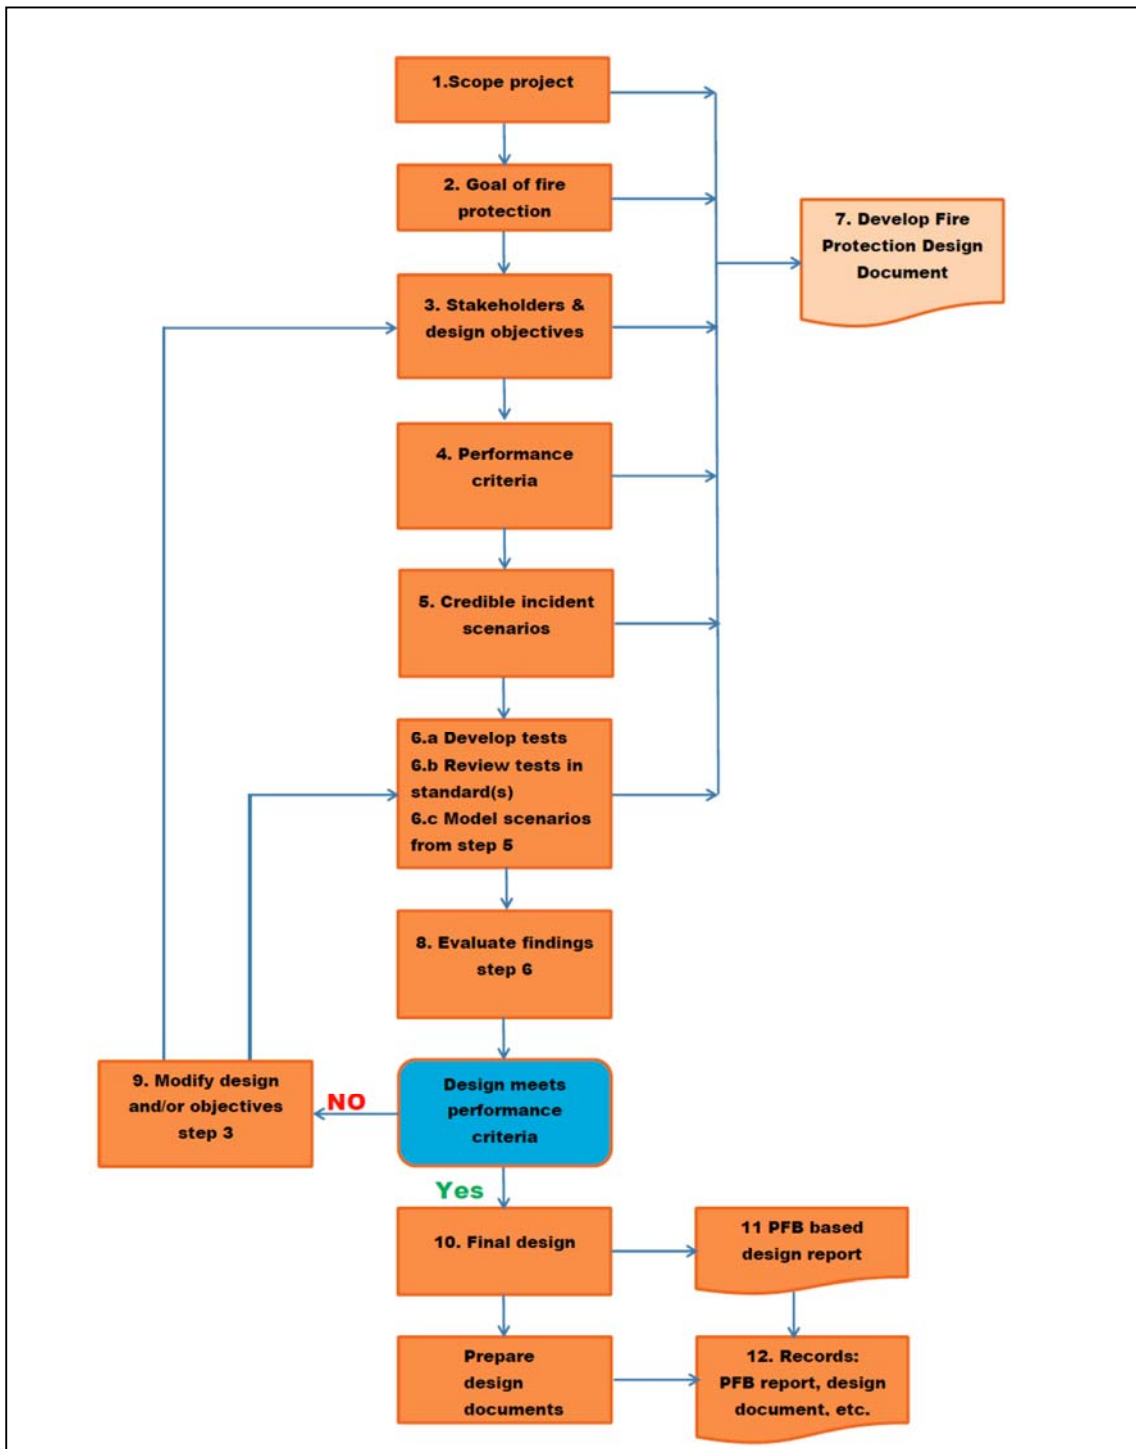 1.Scope project
2. Goal of fire
protection
7. Develop Fire
Protection Design
Document
3. Stakeholders &
design objectives
4. Performance
criteria
5. Credible incident
scenarios
6.a Develop tests
6.b Review tests in
standard(s)
6.c Model scenarios
from step 5
8. Evaluate findings
step 6
9. Modify design
and/or objectives
step 3
NO
Design meets
performance
criteria
Yes
10. Final design
11 PFB based
design report
Prepare
design
documents
12. Records:
PFB report, design
document, etc.